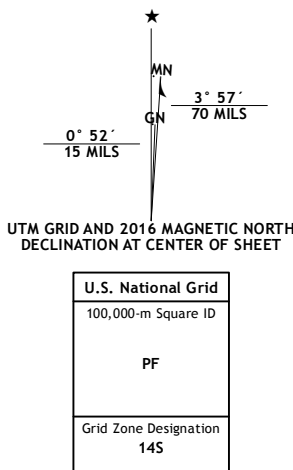 ★
MN
GN
3° 57´
70 MILS
0° 52´
15 MILS
UTM GRID AND 2016 MAGNETIC NORTH
DECLINATION AT CENTER OF SHEET
U.S. National Grid
100,000-m Square ID
PF
Grid Zone Designation
14S